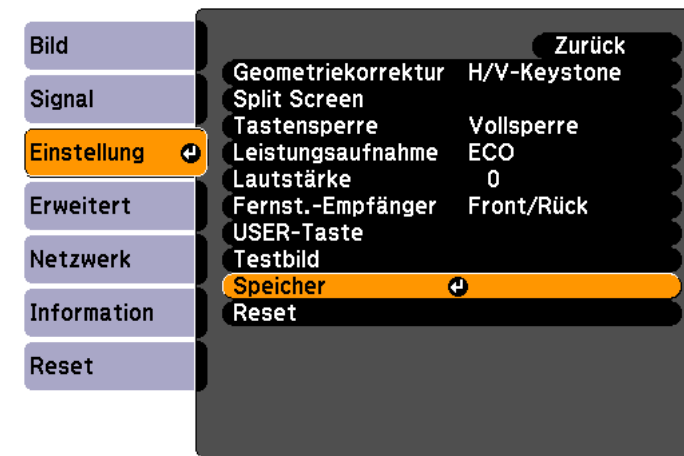 Bild
Signal
Einstellung
Erweitert
Netzwerk
Information
Reset
Zurück
Geometriekorrektur H/V-Keystone
Split Screen
Tastensperre Vollsperre
Leistungsaufnahme ECO
Lautstärke 0
Fernst.-Empfänger Front/Rück
USER-Taste
Testbild
Speicher
Reset